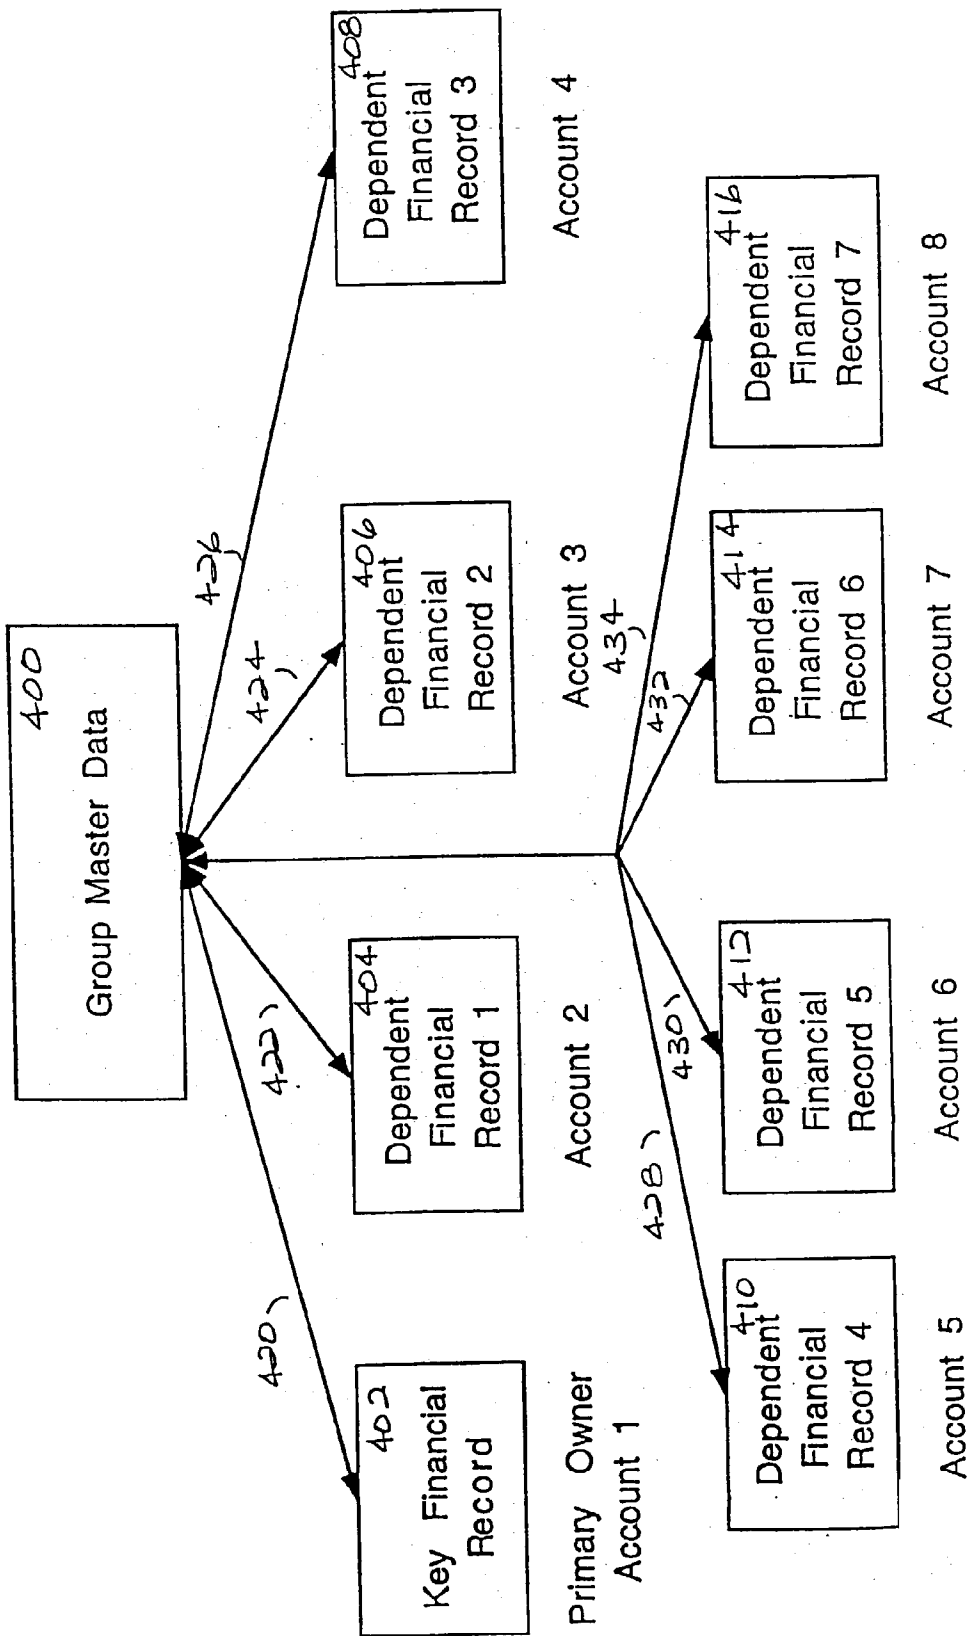 400
Group Master Data
420
422
424
426
402
Key Financial
Record
Primary Owner
Account 1
404
Dependent
Financial
Record 1
Account 2
406
Dependent
Financial
Record 2
Account 3
408
Dependent
Financial
Record 3
Account 4
428
430
432
434
410
Dependent
Financial
Record 4
Account 5
412
Dependent
Financial
Record 5
Account 6
414
Dependent
Financial
Record 6
Account 7
416
Dependent
Financial
Record 7
Account 8